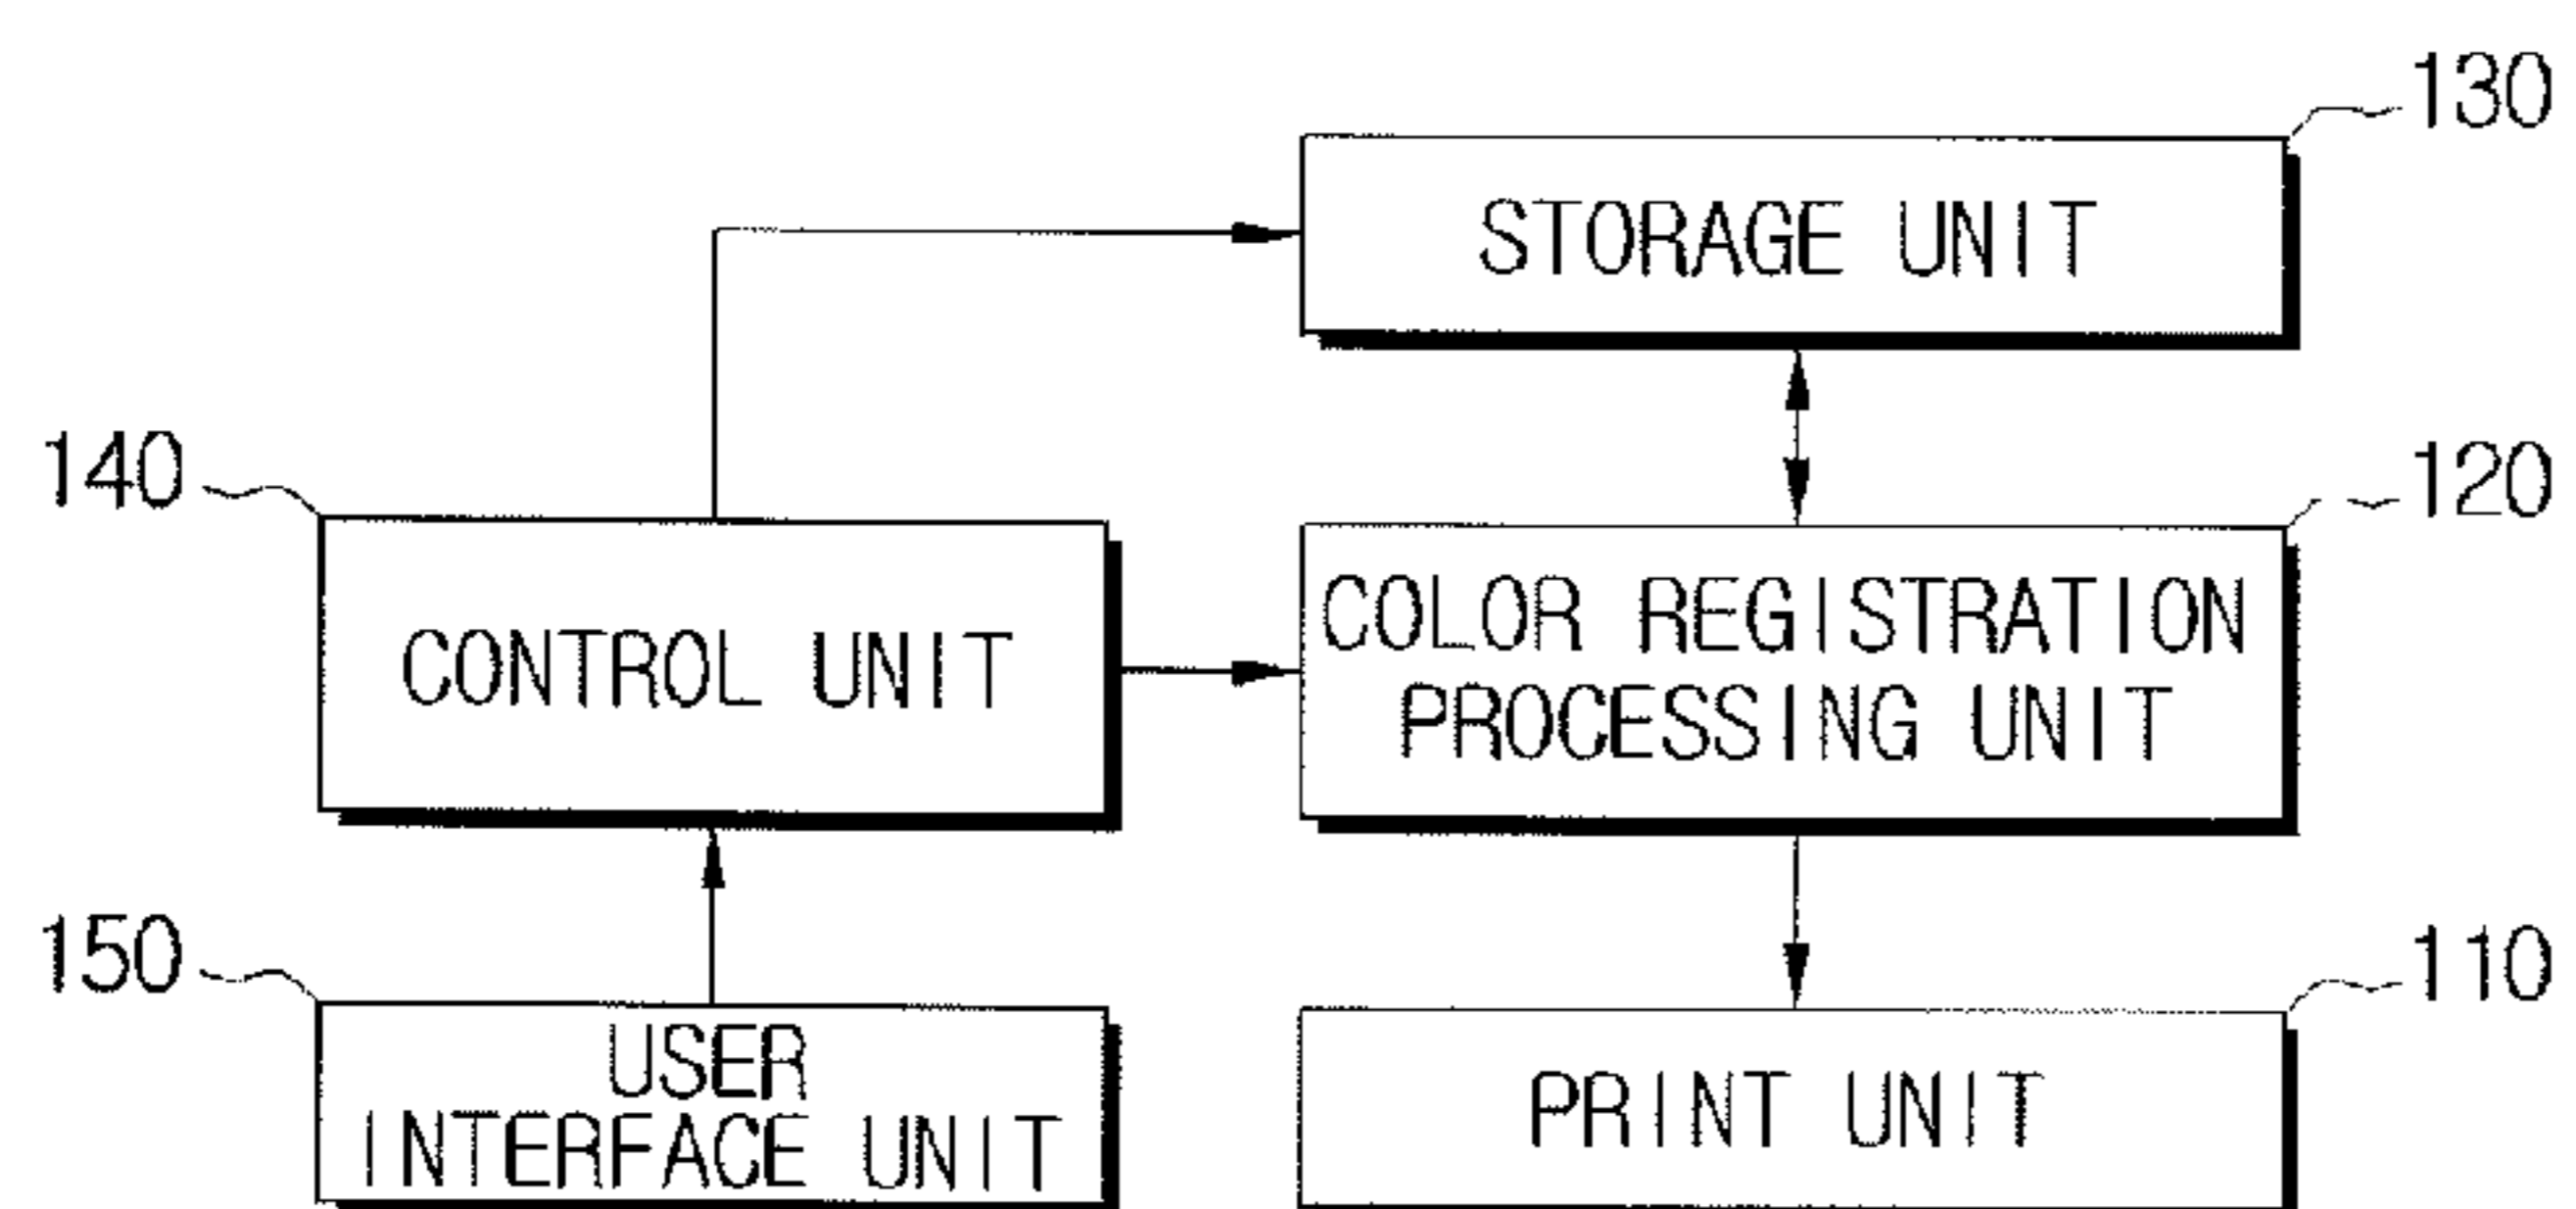 130
STORAGE UNIT
140
120
CONTROL UNIT
COLOR REGISTRATION
PROCESSING UNIT
150
110
USER
INTERFACE UNIT
PRINT UNIT